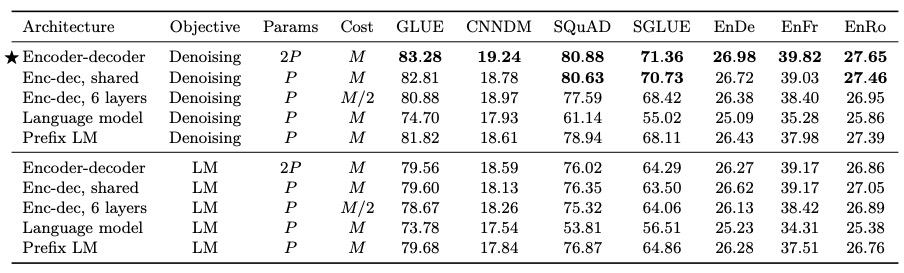 Architecture Objective Params Cost GLUE CNNDM SQuAD SGLUE EnDe EnFr EnRo
★ Encoder-decoder Denoising 2P M 83.28 19.24 80.88 71.36 26.98 39.82 27.65
Enc-dec, shared Denoising P M 82.81 18.78 80.63 70.73 26.72 39.03 27.46
Enc-dec, 6 layers Denoising P M/2 80.88 18.97 77.59 68.42 26.38 38.40 26.95
Language model Denoising P M 74.70 17.93 61.14 55.02 25.09 35.28 25.86
Prefix LM Denoising P M 81.82 18.61 78.94 68.11 26.43 37.98 27.39
Encoder-decoder LM 2P M 79.56 18.59 76.02 64.29 26.27 39.17 26.86
Enc-dec, shared LM P M 79.60 18.13 76.35 63.50 26.62 39.17 27.05
Enc-dec, 6 layers LM P M/2 78.67 18.26 75.32 64.06 26.13 38.42 26.89
Language model LM P M 73.78 17.54 53.81 56.51 25.23 34.31 25.38
Prefix LM LM P M 79.68 17.84 76.87 64.86 26.28 37.51 26.76